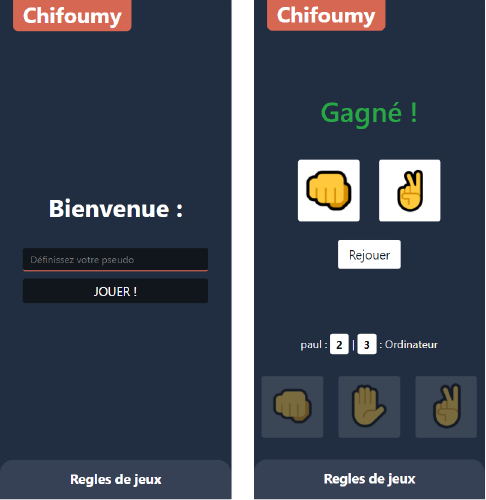 Chifoumy
Bienvenue :
Définissez votre pseudo
JOUER !
Regles de jeux
Chifoumy
Gagné !
Rejouer
paul : 2 | 3 : Ordinateur
Regles de jeux